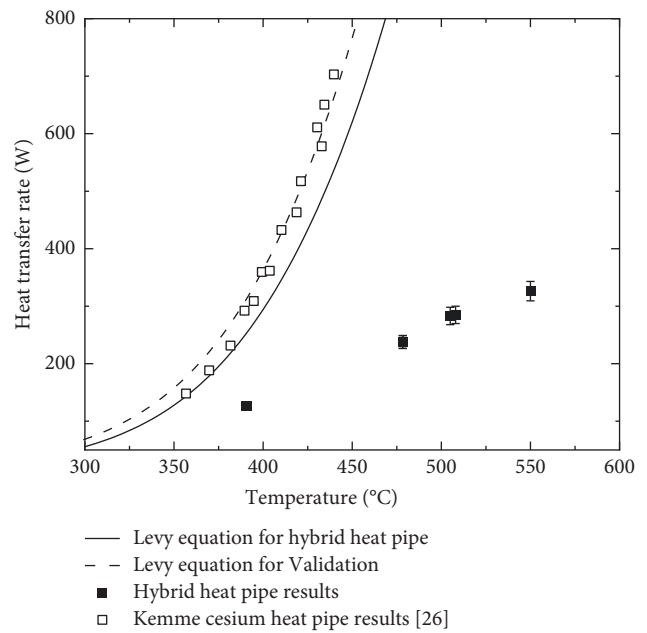 800
600
400
200
Heat transfer rate (W)
300
350
400
450
500
550
600
Temperature (°C)
Levy equation for hybrid heat pipe
Levy equation for Validation
Hybrid heat pipe results
Kemme cesium heat pipe results [26]